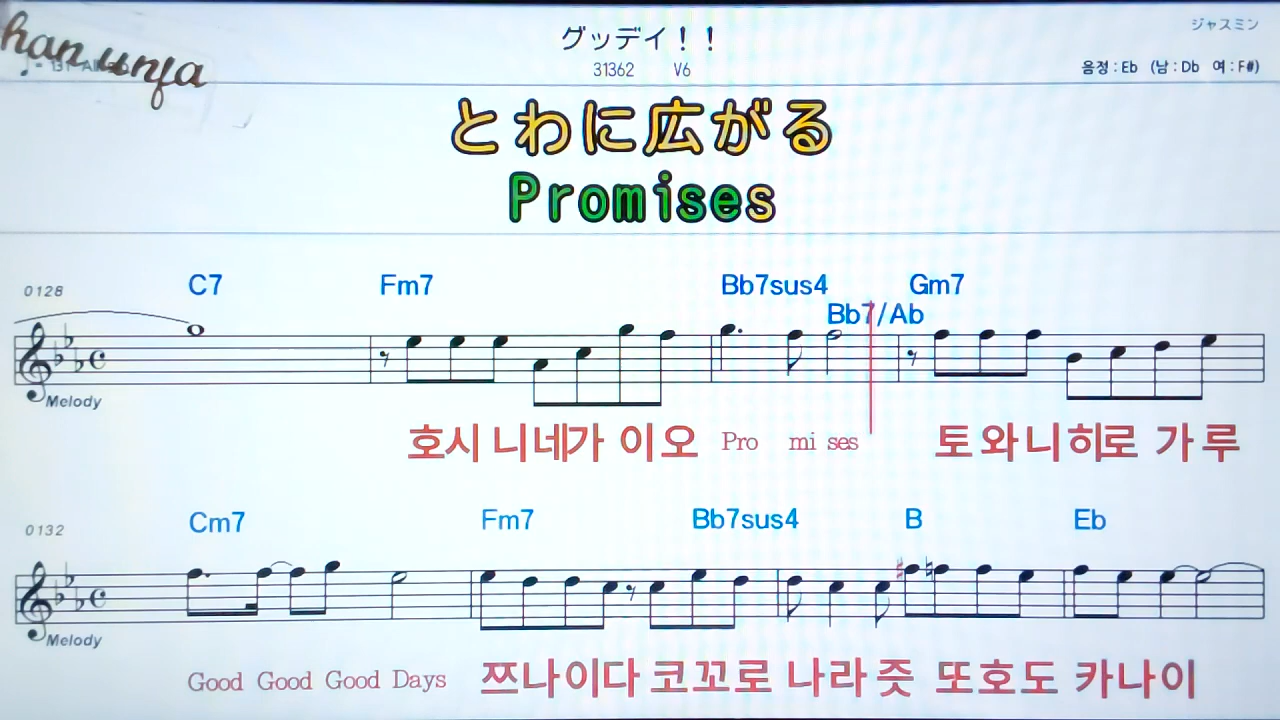 han unja
ジャスミン
グッデイ！！
31362 V6
음정 : Eb (남 : Db 여 : F#)
とわに広がる
Promises
0128 C7 Fm7 Bb7sus4 Gm7
Bb7/Ab
Melody
호시 니네가 이오 Pro mi ses 토와니히로 가루
0132 Cm7 Fm7 Bb7sus4 B Eb
Melody
Good Good Good Days 쯔나이다 코꼬로 나라 즛 또호도 카나이